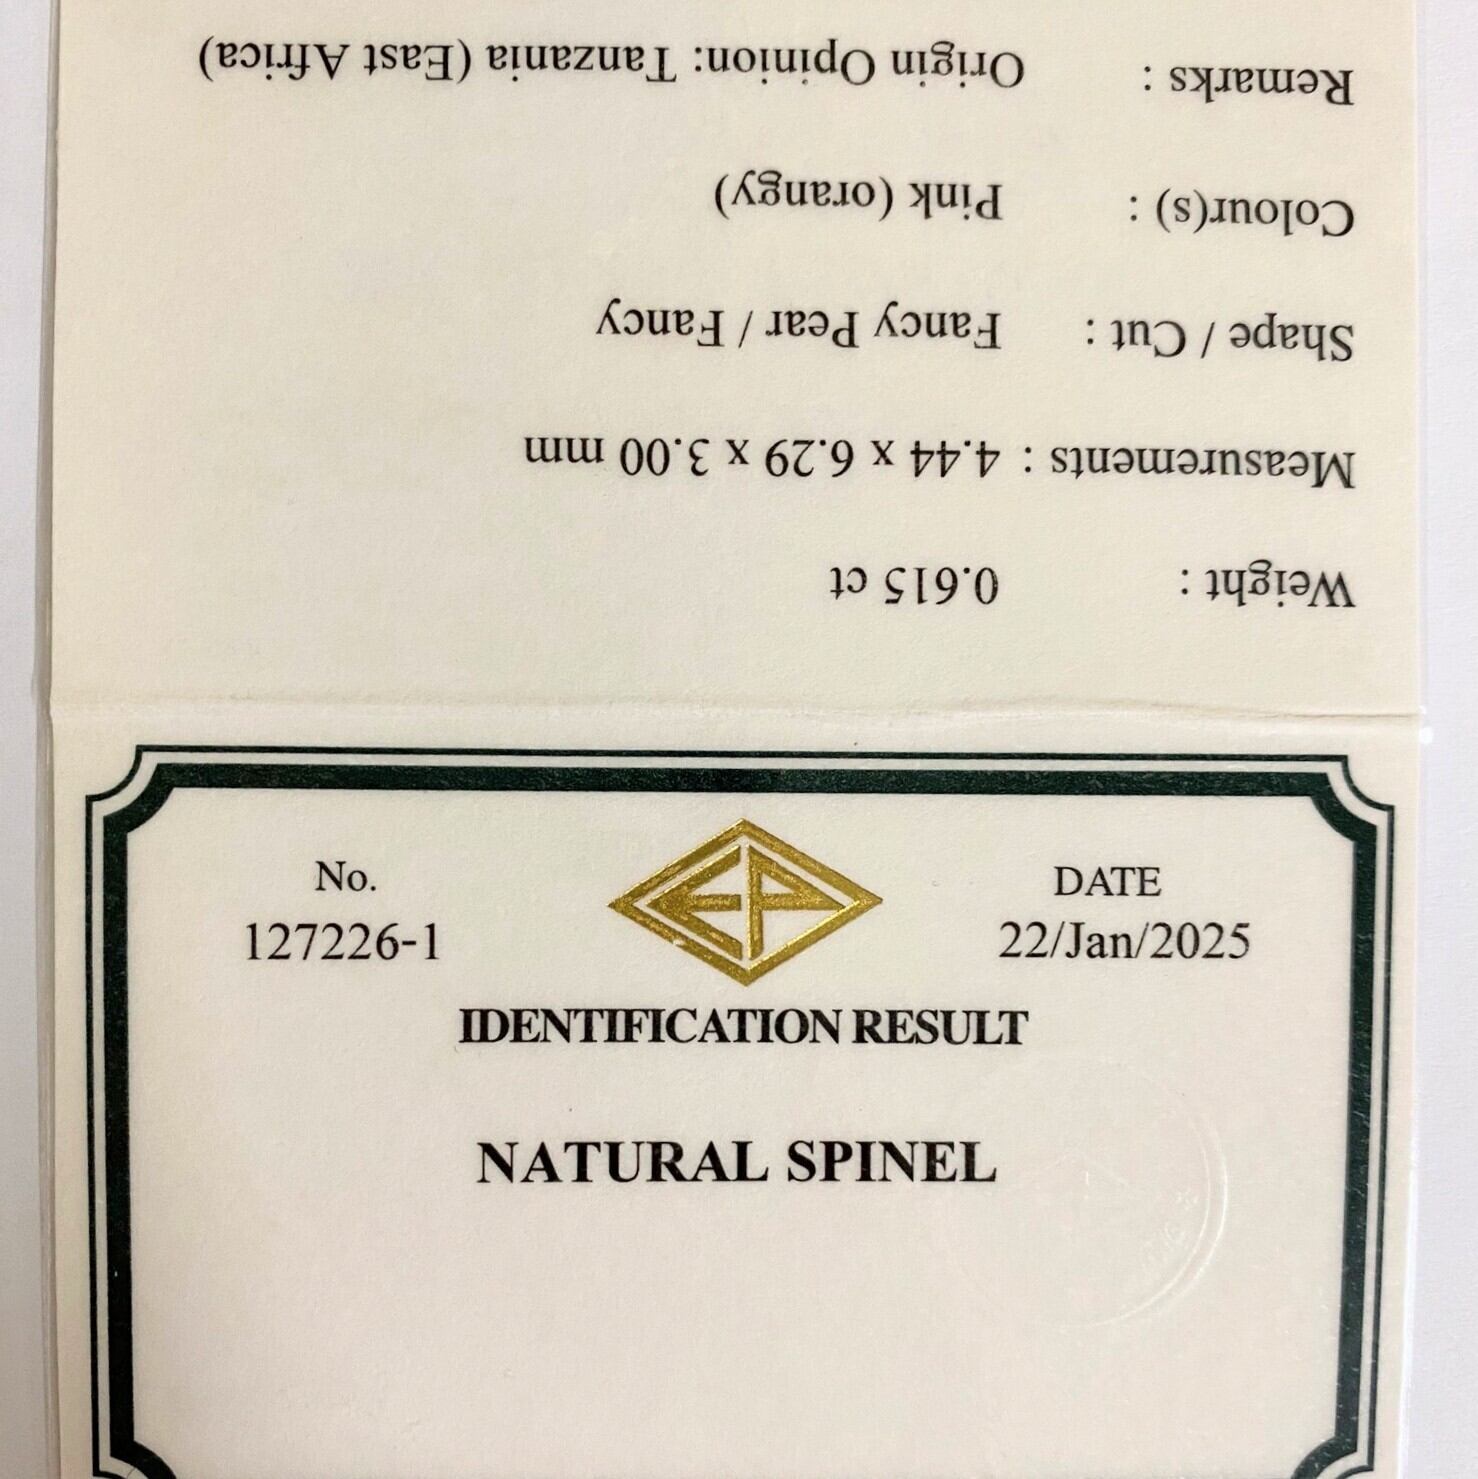 Weight : 0.615 ct
Measurements : 4.44 x 6.29 x 3.00 mm
Shape / Cut : Fancy Pear / Fancy
Colour(s) : Pink (orangy)
Remarks : Origin Opinion: Tanzania (East Africa)
No.
127226-1
EP
DATE
22/Jan/2025
IDENTIFICATION RESULT
NATURAL SPINEL